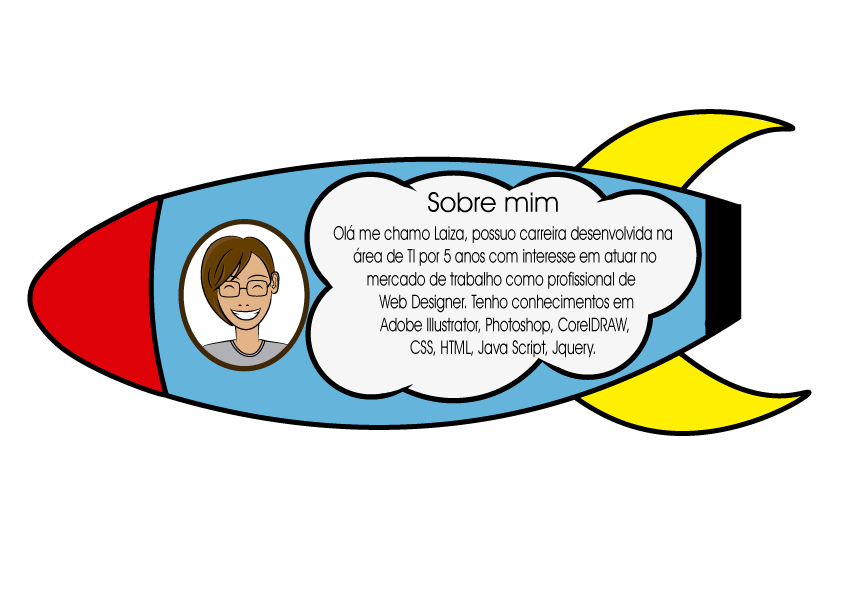 Sobre mim
Olá me chamo Laiza, possuo carreira desenvolvida na
área de TI por 5 anos com interesse em atuar no
mercado de trabalho como profissional de
Web Designer. Tenho conhecimentos em
Adobe Illustrator, Photoshop, CorelDRAW,
CSS, HTML, Java Script, Jquery.